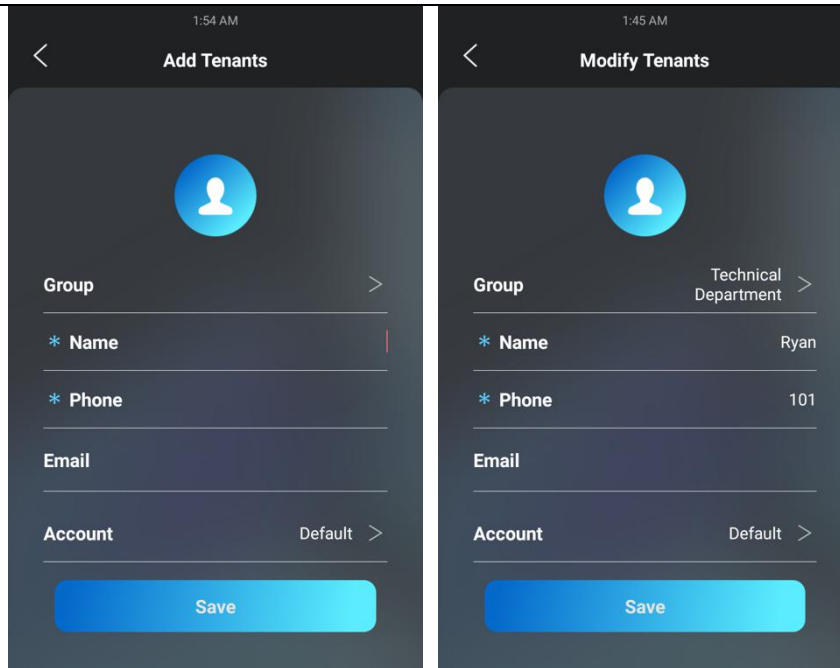 1:54 AM
Add Tenants
Group >
* Name
* Phone
Email
Account Default >
Save
1:45 AM
Modify Tenants
Group Technical Department >
* Name Ryan
* Phone 101
Email
Account Default >
Save